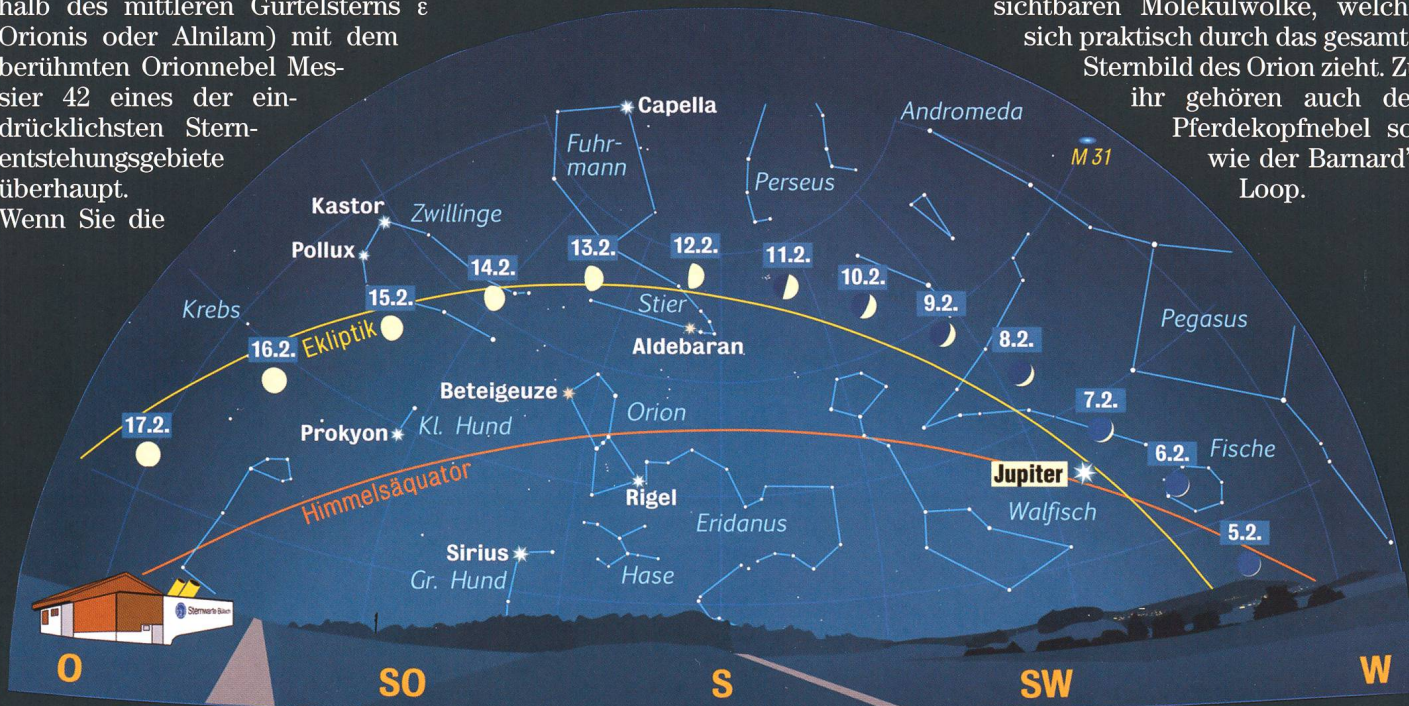 halb des mittleren Gürtelsterns ε
Orionis oder Alnilam) mit dem
berühmten Orionnebel Mes-
sier 42 eines der ein-
drücklichsten Stern-
entstehungsgebiete
überhaupt.
Wenn Sie die
sichtbaren Molekülwolke, welch
sich praktisch durch das gesamt
Sternbild des Orion zieht. Z
ihr gehören auch de
Pferdekopfnebel so
wie der Barnard'
Loop.
Capella
Andromeda
Fuhr-
mann
M 31
Perseus
Kastor
Zwillinge
Pollux
13.2.
12.2.
11.2.
14.2.
10.2.
15.2.
9.2.
Krebs
Stier
Pegasus
Ekliptik
8.2.
16.2.
Aldebaran
Beteigeuze
7.2.
Orion
17.2.
Prokyon
Kl. Hund
6.2.
Fische
Himmelsäquator
Jupiter
Rigel
Walfisch
Eridanus
5.2.
Sirius
Gr. Hund
Hase
Sternwarte Bülach
O
SO
S
SW
W